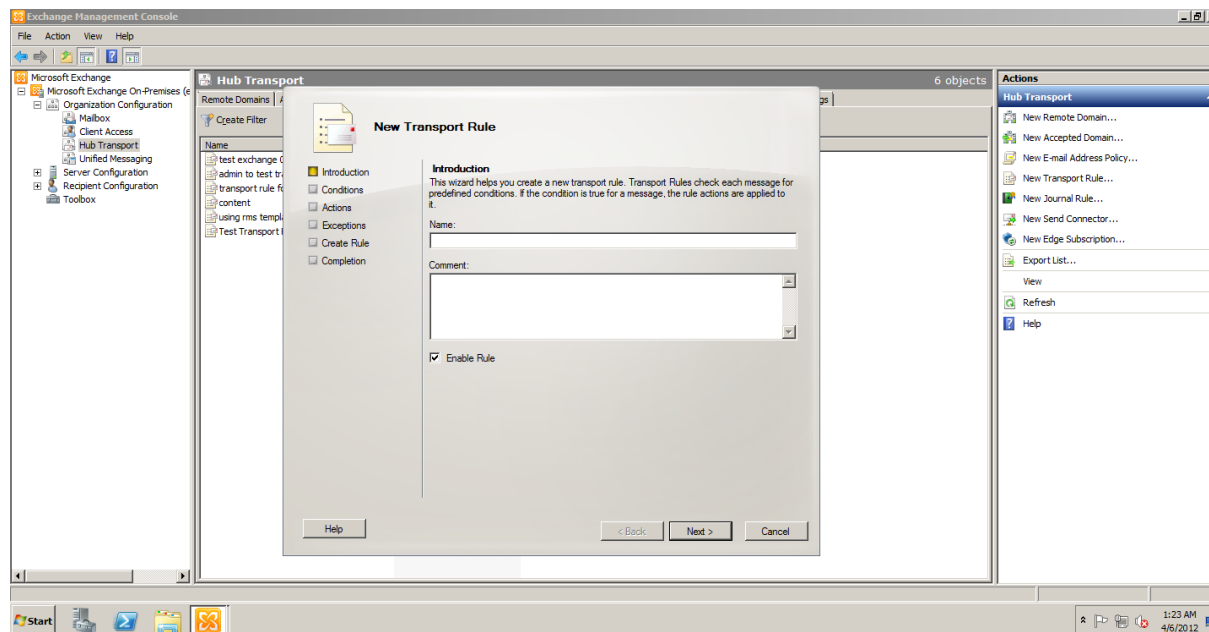 Exchange Management Console
File Action View Help
Microsoft Exchange
Microsoft Exchange On-Premises (e
Organization Configuration
Mailbox
Client Access
Hub Transport
Unified Messaging
Server Configuration
Recipient Configuration
Toolbox
Hub Transport 6 objects
Remote Domains
Create Filter
Name
test exchange
admin to test
transport rule
content
using rms
Test Transport
New Transport Rule
Introduction
Conditions
Actions
Exceptions
Create Rule
Completion
Introduction
This wizard helps you create a new transport rule. Transport Rules check each message for
predefined conditions. If the condition is true for a message, the rule actions are applied to
it.
Name:
Comment:
Enable Rule
Help
< Back Next > Cancel
Actions
Hub Transport
New Remote Domain...
New Accepted Domain...
New E-mail Address Policy...
New Transport Rule...
New Journal Rule...
New Send Connector...
New Edge Subscription...
Export List...
View
Refresh
Help
Start
1:23 AM
4/6/2012